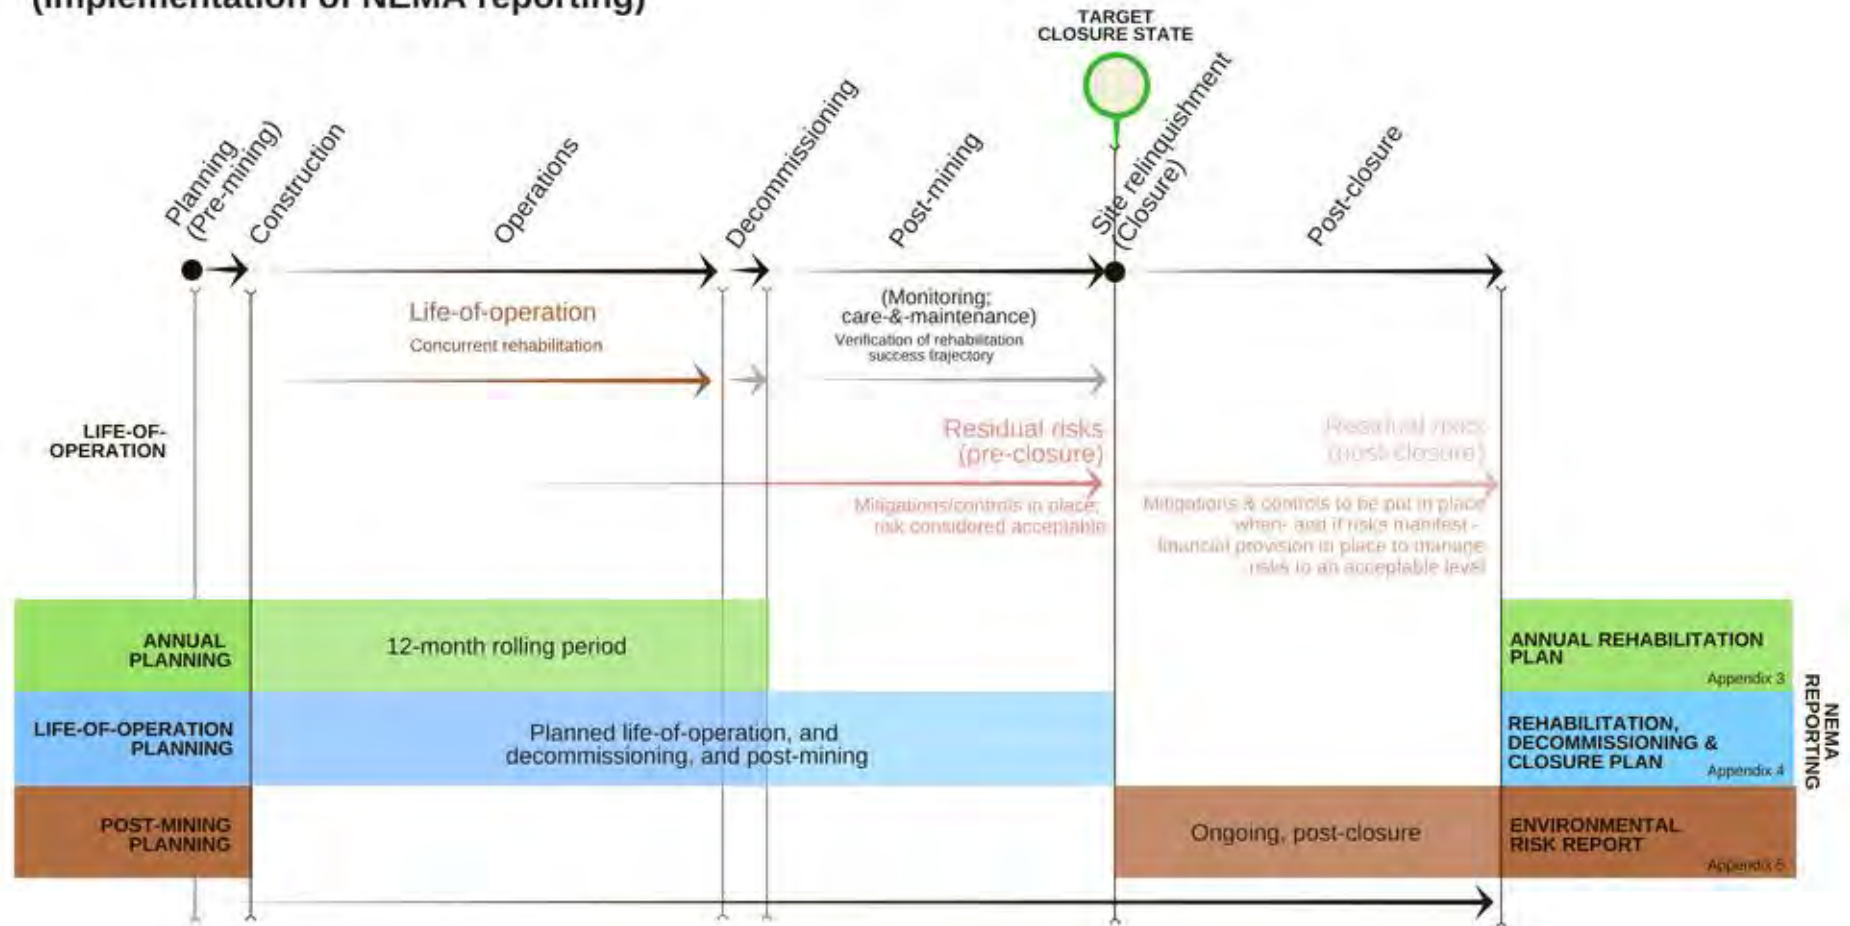 (Implementation of NEMA reporting)
TARGET
CLOSURE STATE
Planning
(Pre-mining)
Construction
Operations
Decommissioning
Post-mining
Site relinquishment
(Closure)
Post-closure
Life-of-operation
Concurrent rehabilitation
(Monitoring;
care-&-maintenance)
Verification of rehabilitation
success trajectory
LIFE-OF-
OPERATION
Residual risks
(pre-closure)
Mitigations/controls in place;
risk considered acceptable
Residual risks
(post-closure)
Mitigations & controls to be put in place
when- and if risks manifest -
financial provision in place to manage
risks to an acceptable level
ANNUAL
PLANNING
12-month rolling period
ANNUAL REHABILITATION
PLAN
Appendix 3
LIFE-OF-OPERATION
PLANNING
Planned life-of-operation, and
decommissioning, and post-mining
REHABILITATION,
DECOMMISSIONING &
CLOSURE PLAN
Appendix 4
POST-MINING
PLANNING
Ongoing, post-closure
ENVIRONMENTAL
RISK REPORT
Appendix 5
NEMA
REPORTING